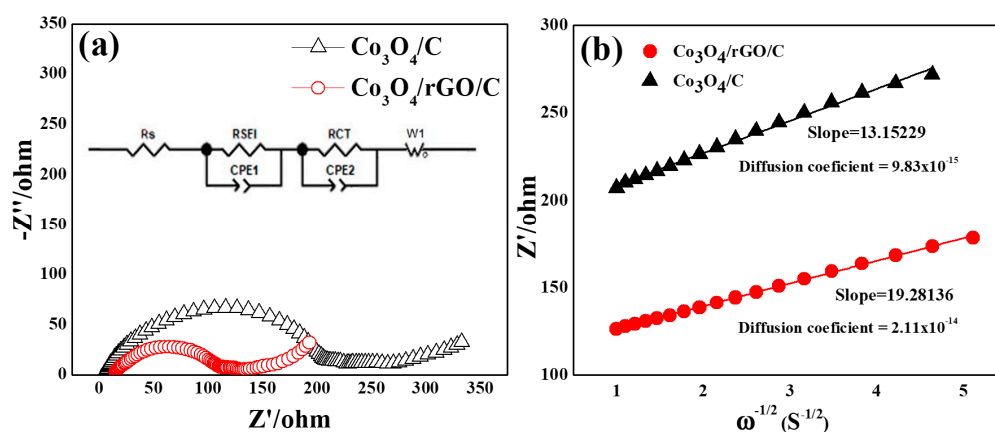 (a)
Co3O4/C
Co3O4/rGO/C
Rs RSEI RCT W1
CPE1 CPE2
-Z''/ohm
350
300
250
200
150
100
50
0
0 50 100 150 200 250 300 350
Z'/ohm
(b)
Co3O4/rGO/C
Co3O4/C
Slope=13.15229
Diffusion coeficient = 9.83x10-15
Slope=19.28136
Diffusion coeficient = 2.11x10-14
Z'/ohm
300
250
200
150
100
1 2 3 4 5
ω-1/2 (S-1/2)